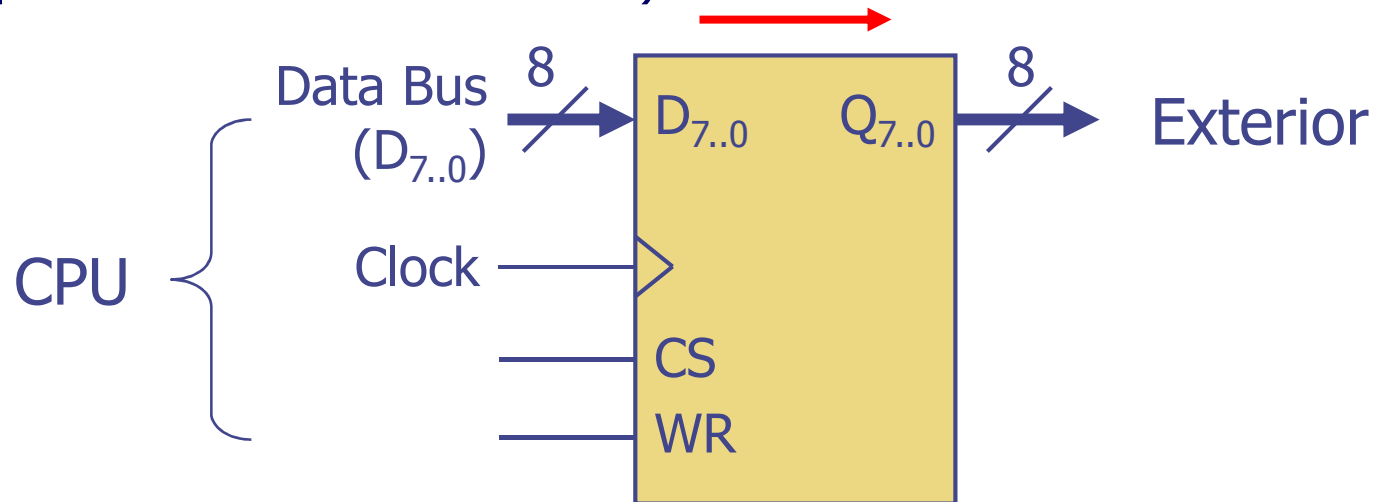 8 8
Data Bus D7..0 Q7..0 Exterior
(D7..0)
CPU Clock
CS
WR